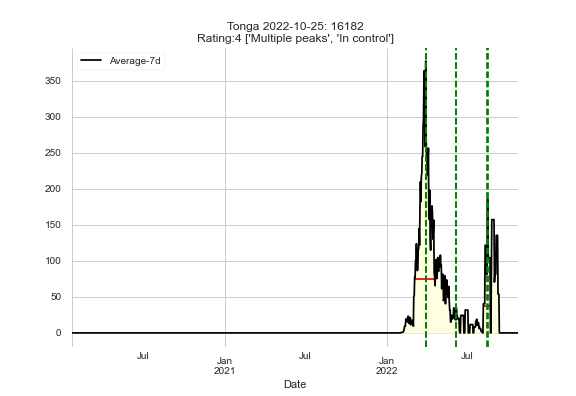 Tonga 2022-10-25: 16182
Rating:4 ['Multiple peaks', 'In control']
Average-7d
350
300
250
200
150
100
50
0
Jul
Jan
2021
Jul
Jan
2022
Jul
Date